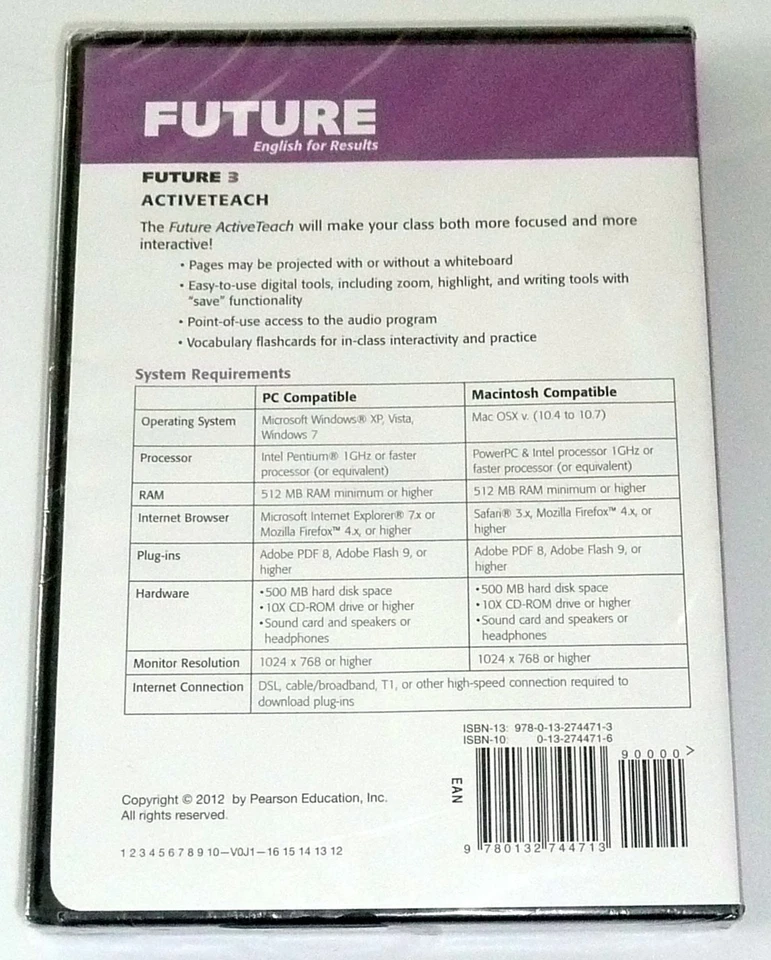 FUTURE
English for Results
FUTURE 3
ACTIVETEACH
The Future ActiveTeach will make your class both more focused and more
interactive!
• Pages may be projected with or without a whiteboard
• Easy-to-use digital tools, including zoom, highlight, and writing tools with
"save" functionality
• Point-of-use access to the audio program
• Vocabulary flashcards for in-class interactivity and practice
System Requirements
PC Compatible
Macintosh Compatible
Operating System
Microsoft Windows® XP, Vista,
Windows 7
Mac OSX v. (10.4 to 10.7)
Processor
Intel Pentium® 1GHz or faster
processor (or equivalent)
PowerPC & Intel processor 1GHz or
faster processor (or equivalent)
RAM
512 MB RAM minimum or higher
512 MB RAM minimum or higher
Internet Browser
Microsoft Internet Explorer® 7.x or
Mozilla Firefox™ 4.x, or higher
Safari® 3.x, Mozilla Firefox™ 4.x, or
higher
Plug-ins
Adobe PDF 8, Adobe Flash 9, or
higher
Adobe PDF 8, Adobe Flash 9, or
higher
Hardware
•500 MB hard disk space
•10X CD-ROM drive or higher
•Sound card and speakers or
headphones
•500 MB hard disk space
•10X CD-ROM drive or higher
•Sound card and speakers or
headphones
Monitor Resolution
1024 x 768 or higher
1024 x 768 or higher
Internet Connection
DSL, cable/broadband, T1, or other high-speed connection required to
download plug-ins
ISBN-13: 978-0-13-274471-3
ISBN-10: 0-13-274471-6
90000>
EAN
9 780132 744713
Copyright © 2012 by Pearson Education, Inc.
All rights reserved.
1 2 3 4 5 6 7 8 9 10—V0J1—16 15 14 13 12